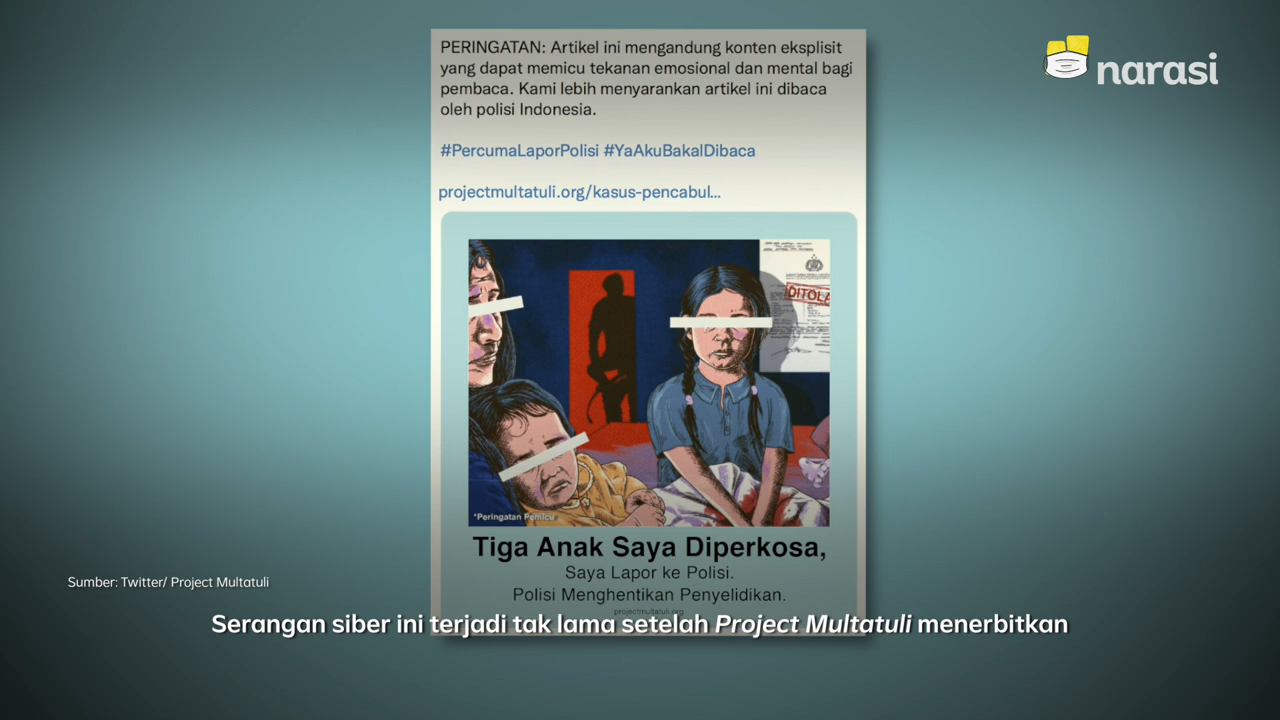 PERINGATAN: Artikel ini mengandung konten eksplisit
yang dapat memicu tekanan emosional dan mental bagi
pembaca. Kami lebih menyarankan artikel ini dibaca
oleh polisi Indonesia.
#PercumaLaporPolisi #YaAkuBakalDibaca
projectmultatuli.org/kasus-pencabul...
narasi
DITOLA
*Peringatan Pemicu
Tiga Anak Saya Diperkosa,
Saya Lapor ke Polisi.
Polisi Menghentikan Penyelidikan.
projectmultatuli.org
Sumber: Twitter/ Project Multatuli
Serangan siber ini terjadi tak lama setelah Project Multatuli menerbitkan